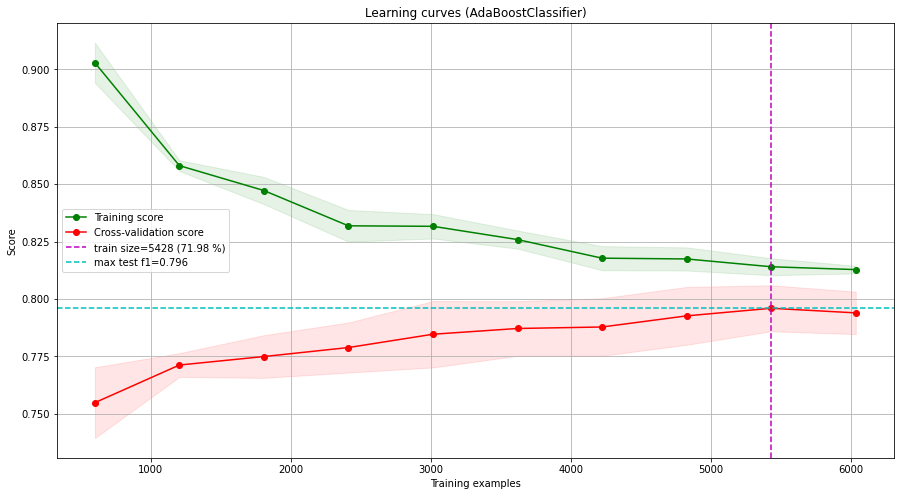 Learning curves (AdaBoostClassifier)
Score
0.900
0.875
0.850
0.825
0.800
0.775
0.750
Training score
Cross-validation score
train size=5428 (71.98 %)
max test f1=0.796
1000 2000 3000 4000 5000 6000
Training examples